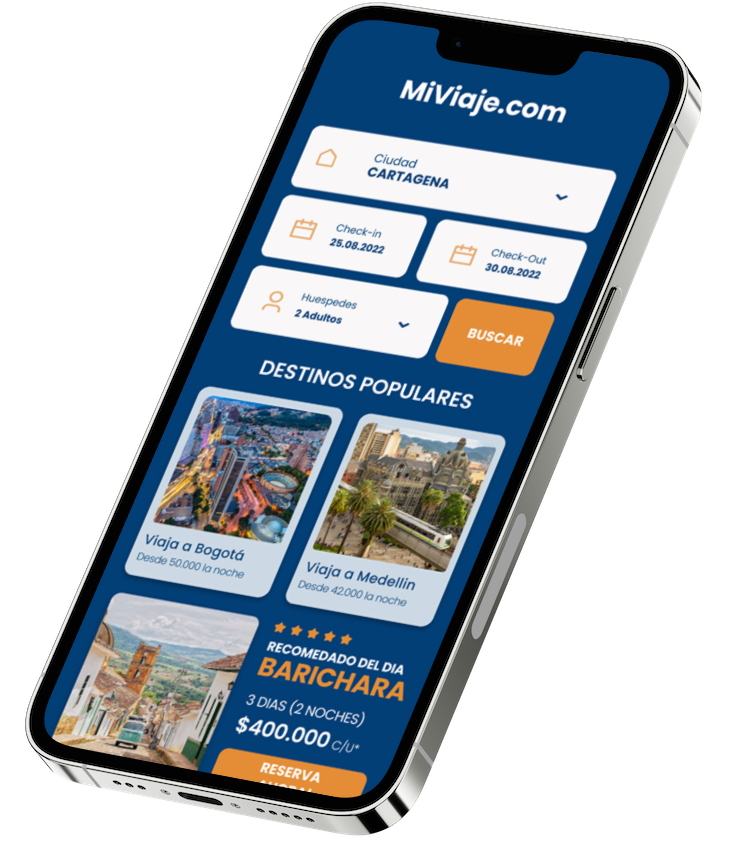 MiViaje.com
Ciudad
CARTAGENA
Check-in
25.08.2022
Check-Out
30.08.2022
Huespedes
2 Adultos
BUSCAR
DESTINOS POPULARES
Viaja a Bogotá
Desde 50.000 la noche
Viaja a Medellin
Desde 42.000 la noche
RECOMEDADO DEL DIA
BARICHARA
3 DIAS (2 NOCHES)
$400.000 C/U*
RESERVA